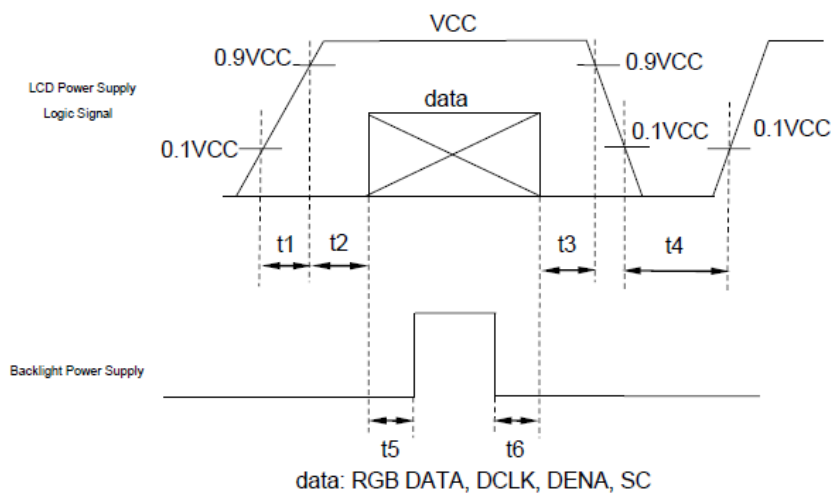 VCC
0.9VCC
0.9VCC
LCD Power Supply
Logic Signal
data
0.1VCC
0.1VCC
0.1VCC
t1
t2
t3
t4
Backlight Power Supply
t5
t6
data: RGB DATA, DCLK, DENA, SC